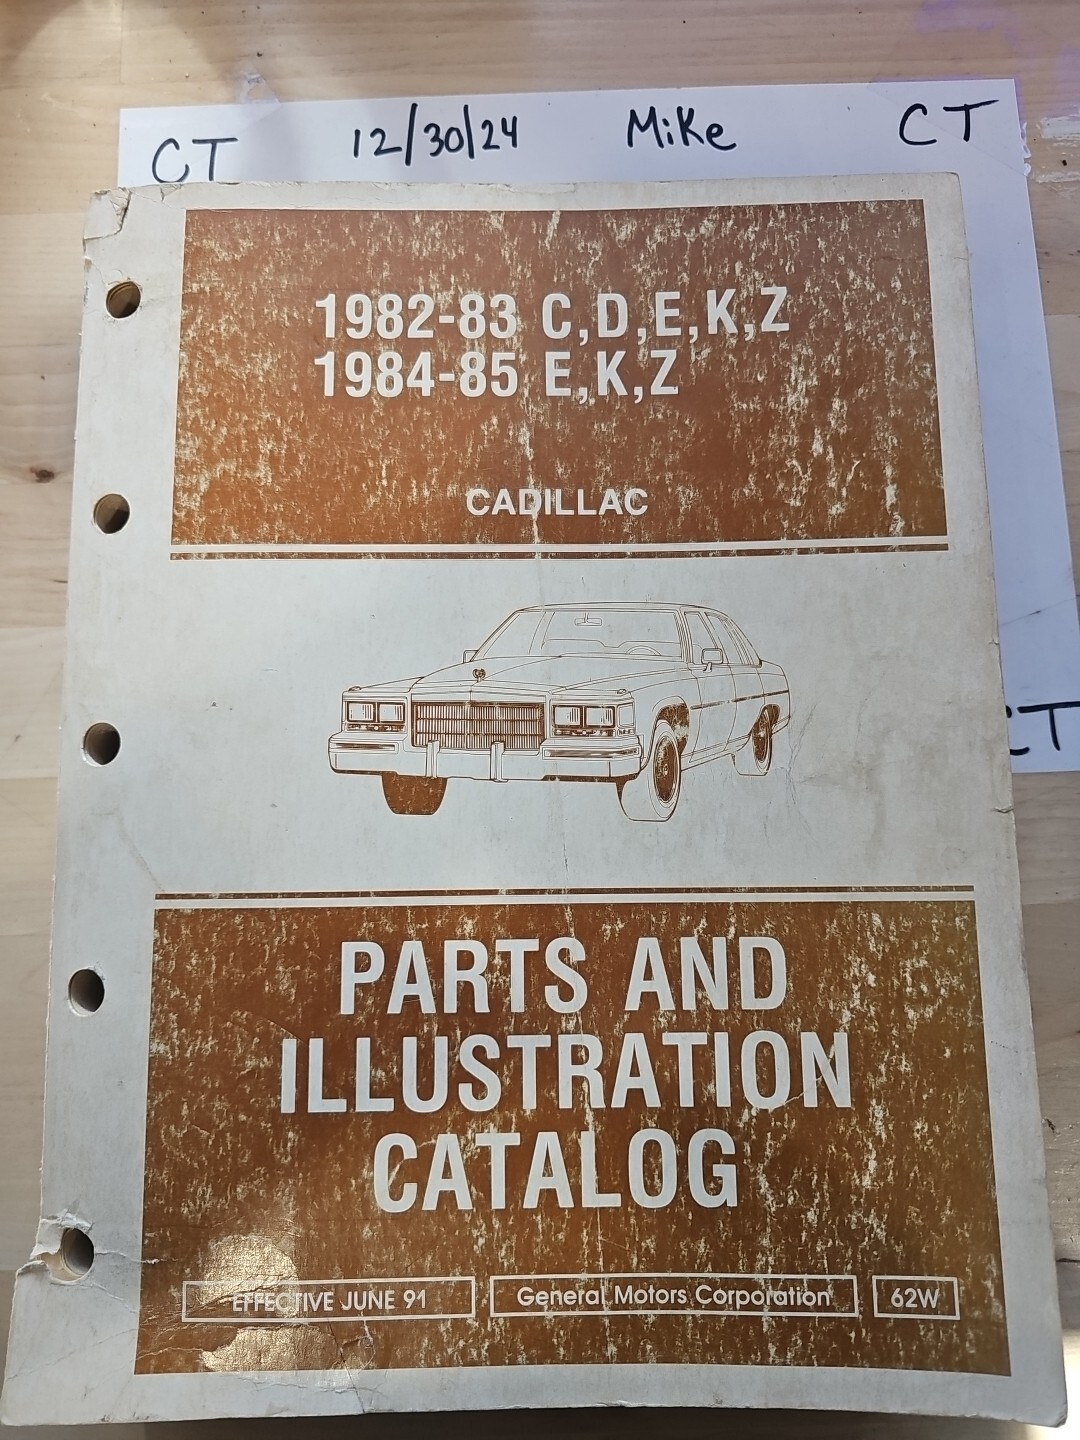 CT 12/30/24 Mike CT
1982-83 C,D,E,K,Z
1984-85 E,K,Z
CADILLAC
CT
PARTS AND
ILLUSTRATION
CATALOG
EFFECTIVE JUNE 91 General Motors Corporation 62W